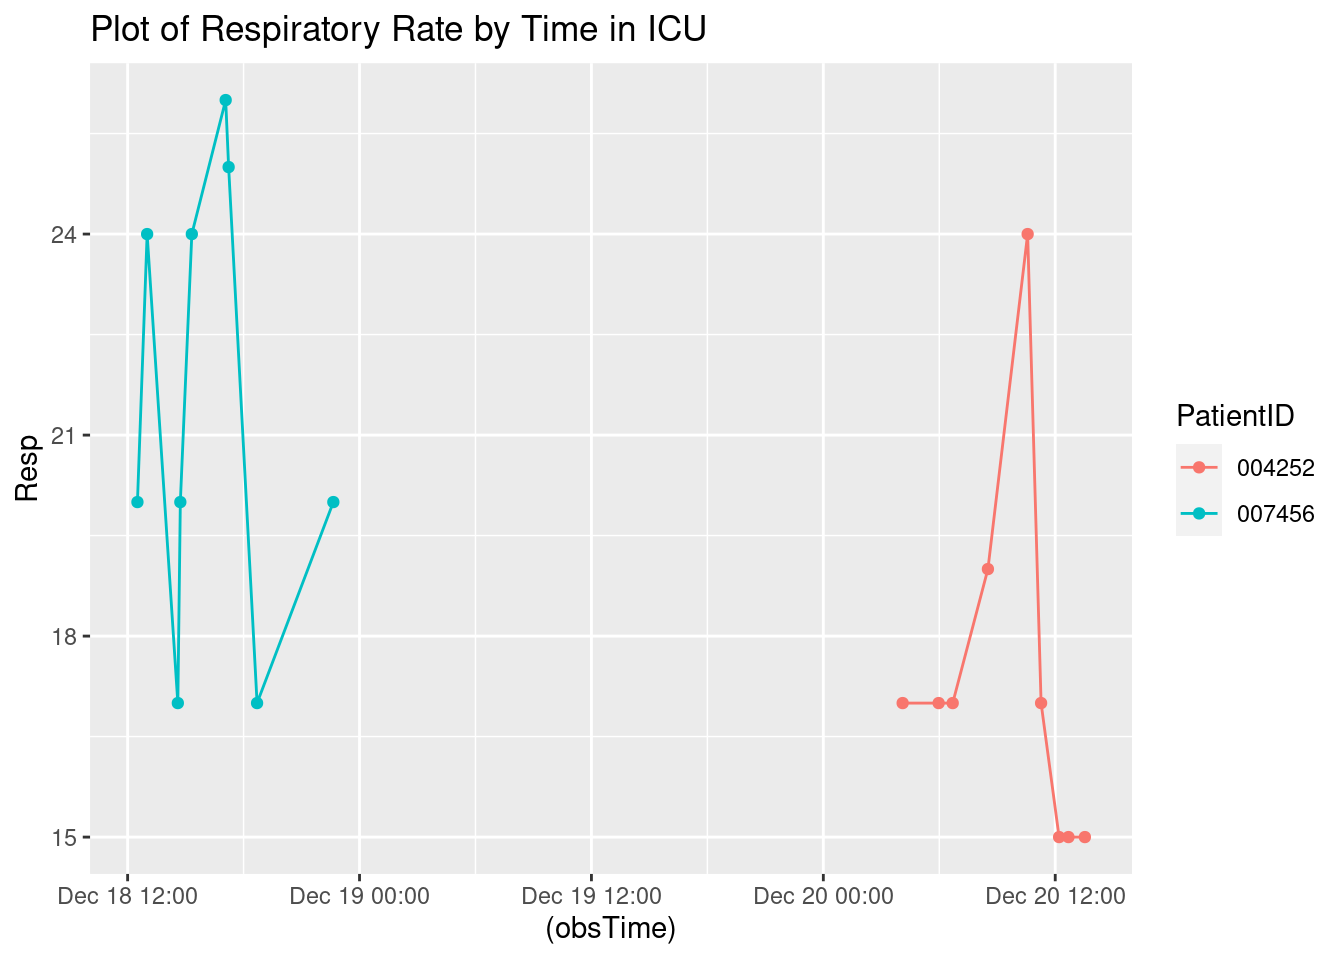 Plot of Respiratory Rate by Time in ICU
24
21
18
15
Resp
Dec 18 12:00
Dec 19 00:00
Dec 19 12:00
Dec 20 00:00
Dec 20 12:00
(obsTime)
PatientID
004252
007456